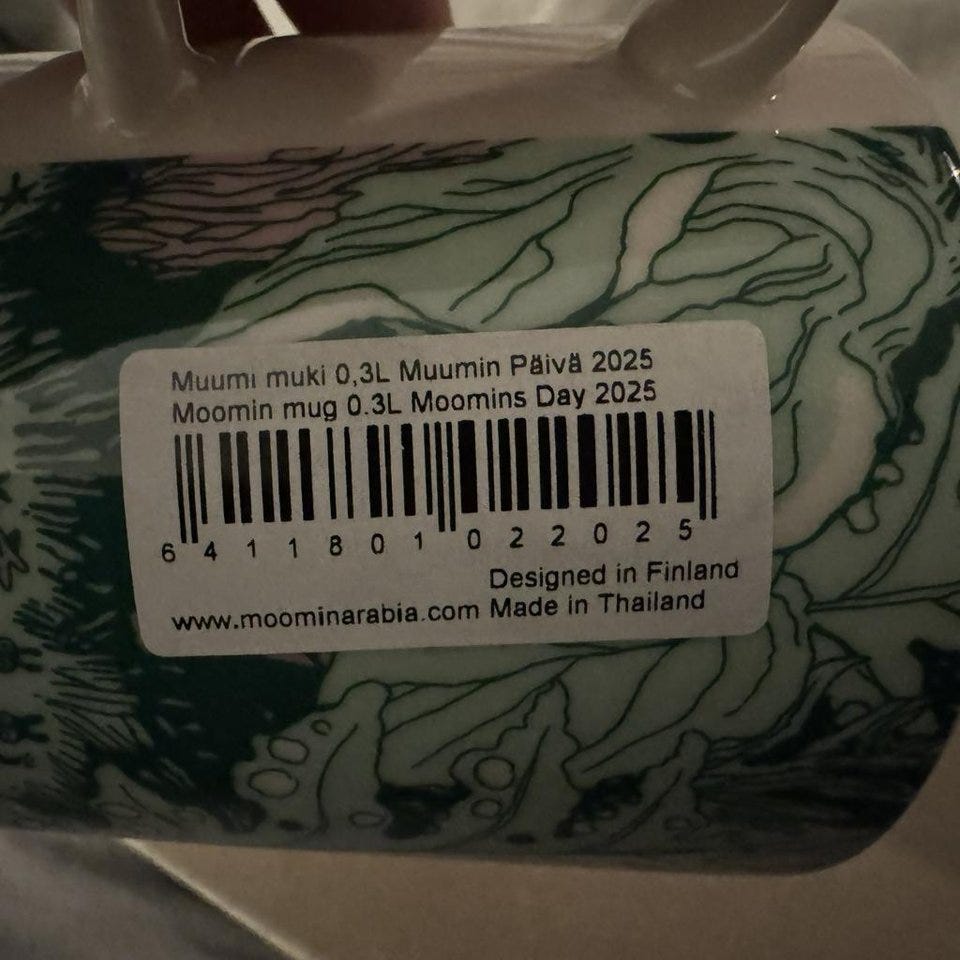 Muumi muki 0,3L Muumin Päivä 2025
Moomin mug 0.3L Moomins Day 2025
6 411801 022025
Designed in Finland
www.moominarabia.com Made in Thailand